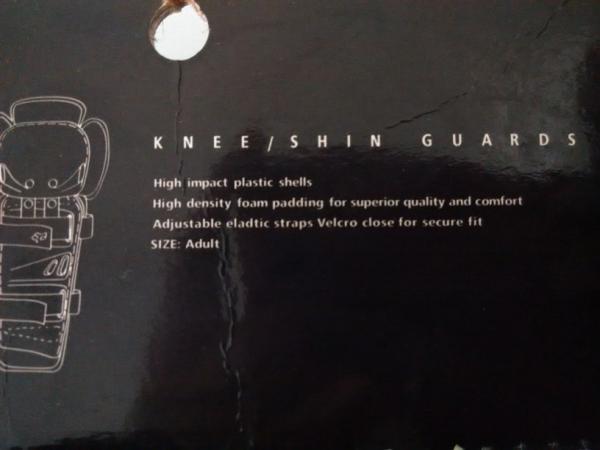 KNEE/SHIN GUARDS
High impact plastic shells
High density foam padding for superior quality and comfort
Adjustable eladtic straps Velcro close for secure fit
SIZE: Adult